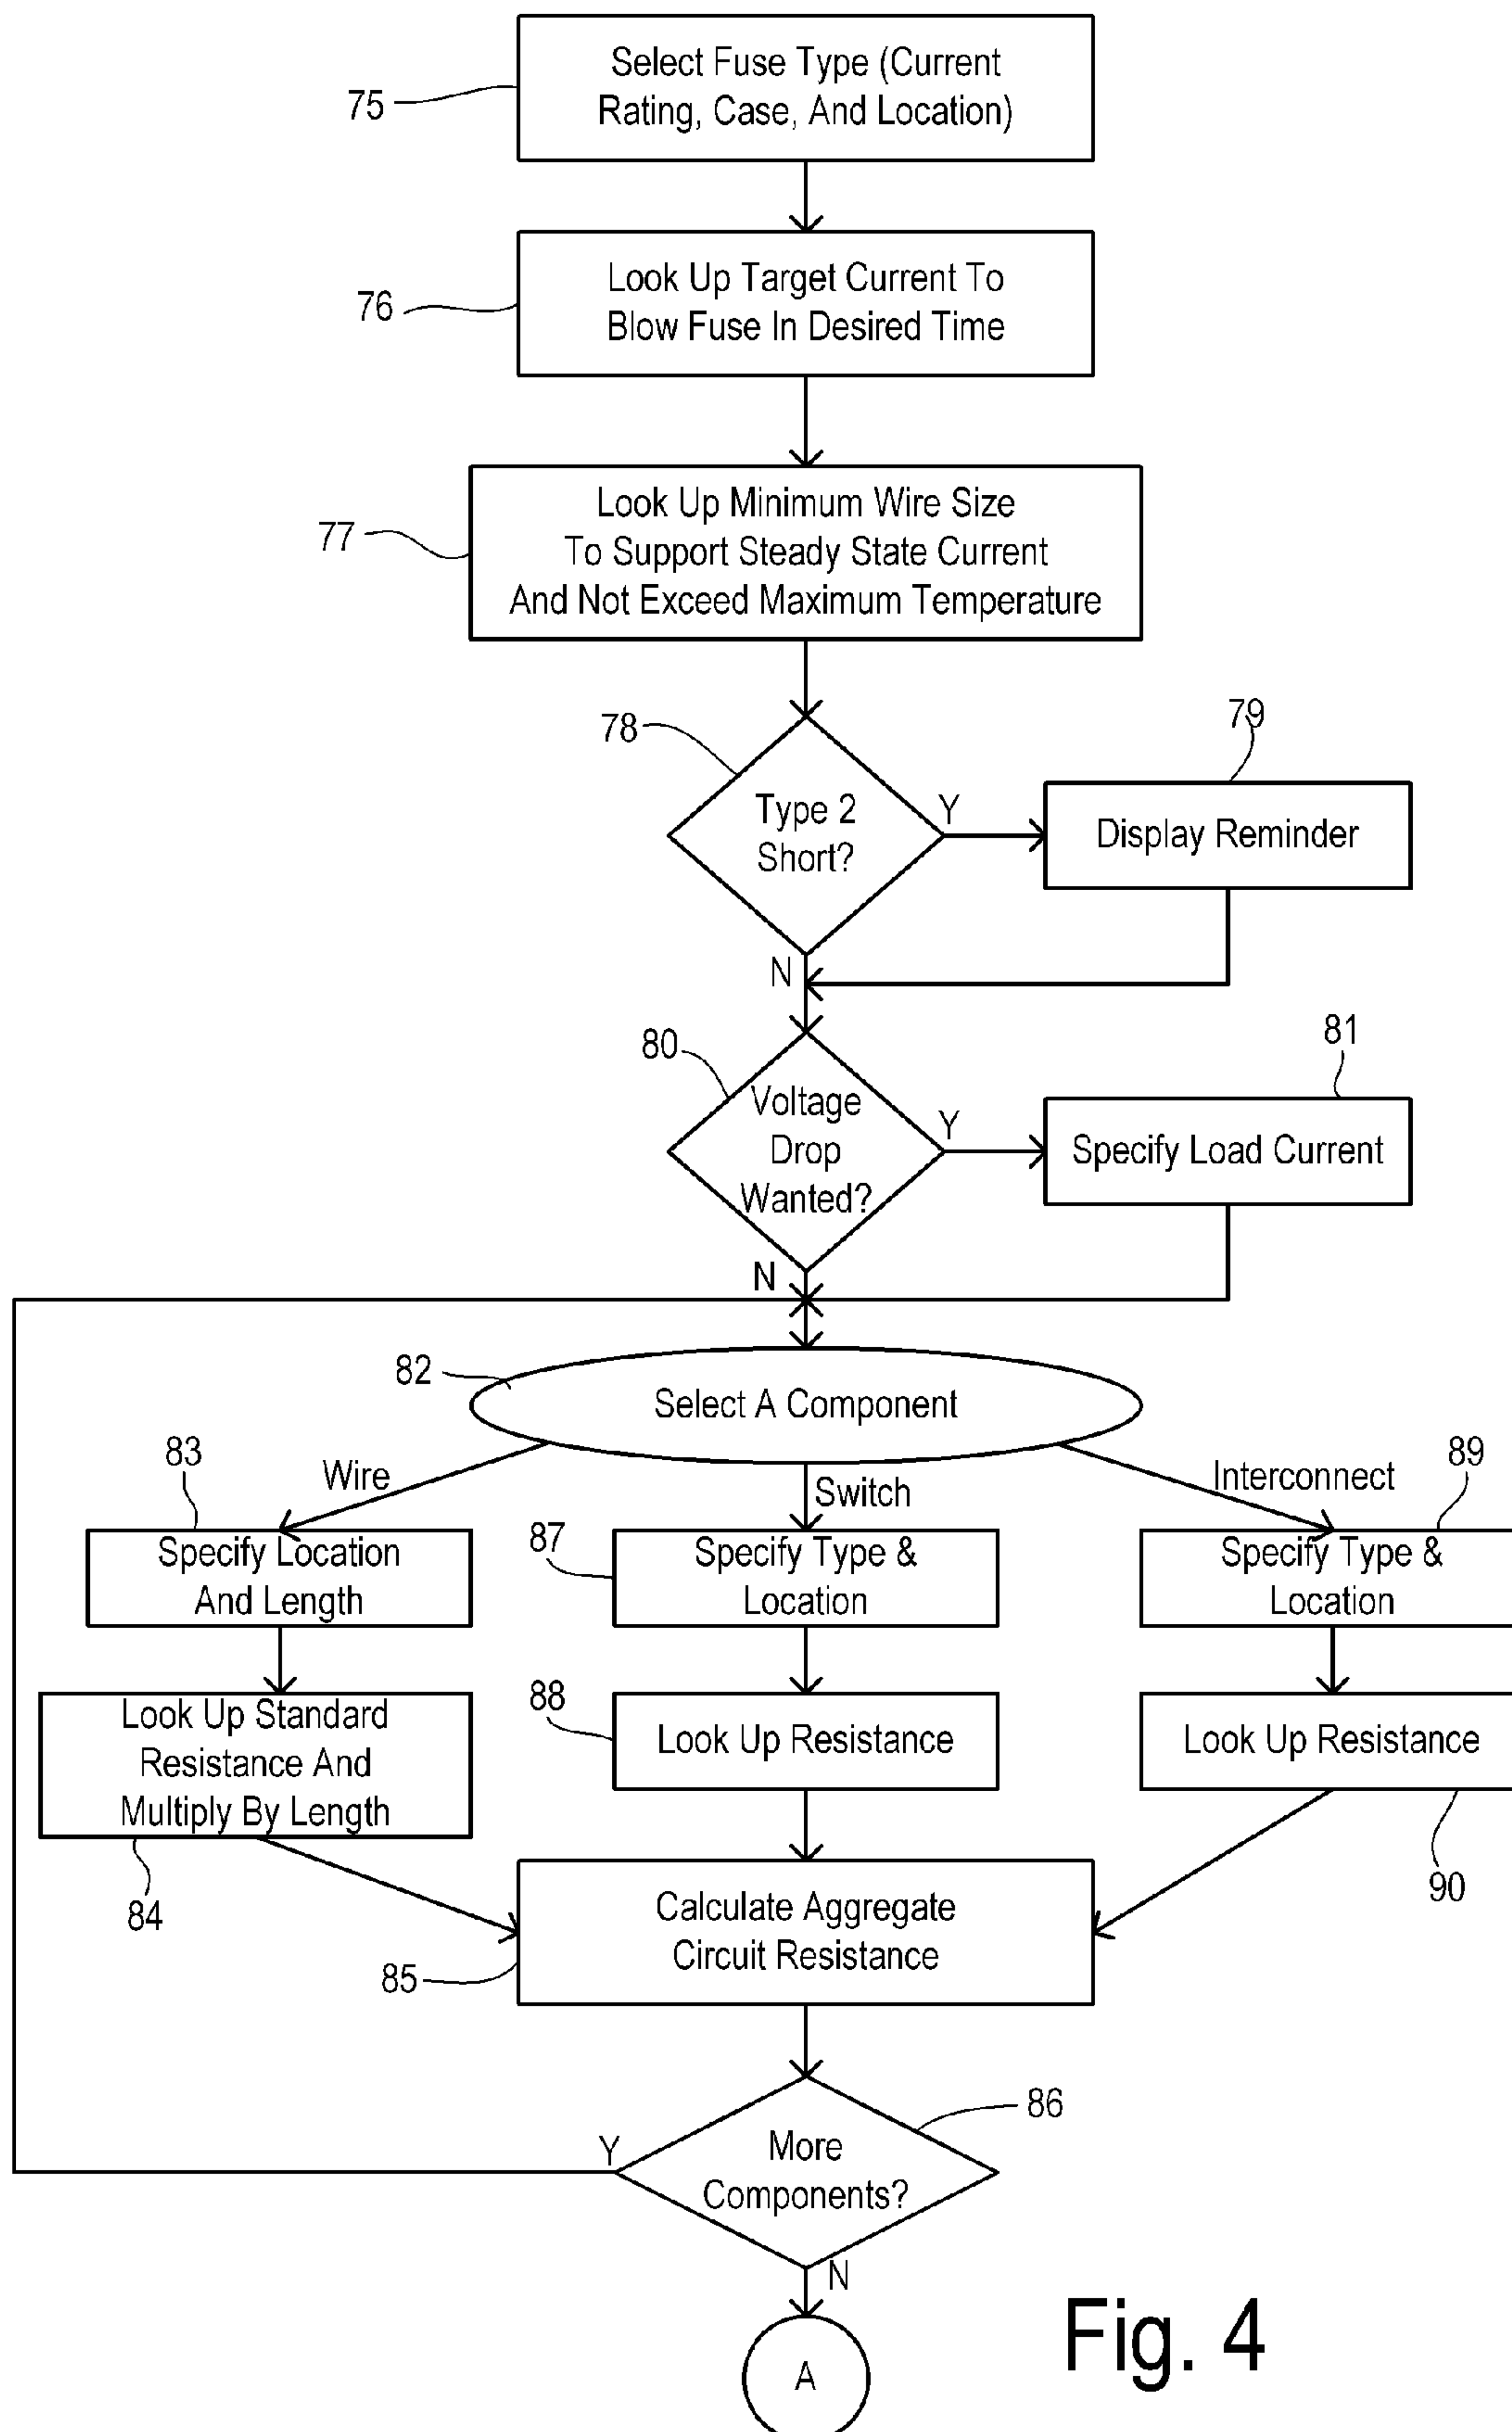 Select Fuse Type (Current
Rating, Case, And Location)
75
Look Up Target Current To
Blow Fuse In Desired Time
76
Look Up Minimum Wire Size
To Support Steady State Current
And Not Exceed Maximum Temperature
77
78
Type 2
Short?
Y
79
Display Reminder
N
80
Voltage
Drop
Wanted?
Y
81
Specify Load Current
N
82
Select A Component
83
Wire
Switch
Interconnect
89
Specify Location
And Length
87
Specify Type &
Location
Specify Type &
Location
Look Up Standard
Resistance And
Multiply By Length
84
88
Look Up Resistance
Look Up Resistance
90
Calculate Aggregate
Circuit Resistance
85
86
More
Components?
Y
N
A
Fig. 4